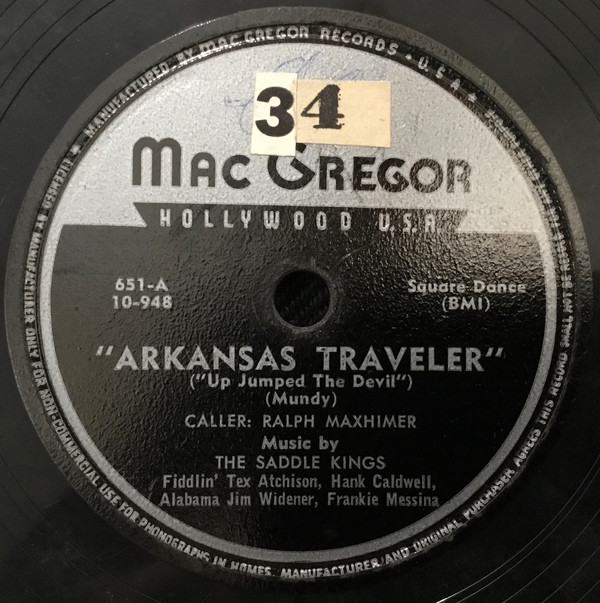 MANUFACTURED BY MAC GREGOR RECORDS · U.S.A.
34
MAC GREGOR
HOLLYWOOD U.S.A.
651-A
10-948
Square Dance
(BMI)
"ARKANSAS TRAVELER"
("Up Jumped The Devil")
(Mundy)
CALLER: RALPH MAXHIMER
Music by
THE SADDLE KINGS
Fiddlin' Tex Atchison, Hank Caldwell,
Alabama Jim Widener, Frankie Messina
LICENSED BY MANUFACTURER ONLY FOR NON-COMMERCIAL USE FOR PHONOGRAPHS IN HOMES. MANUFACTURER AND ORIGINAL PURCHASER AGREES THIS RECORD SHALL NOT BE